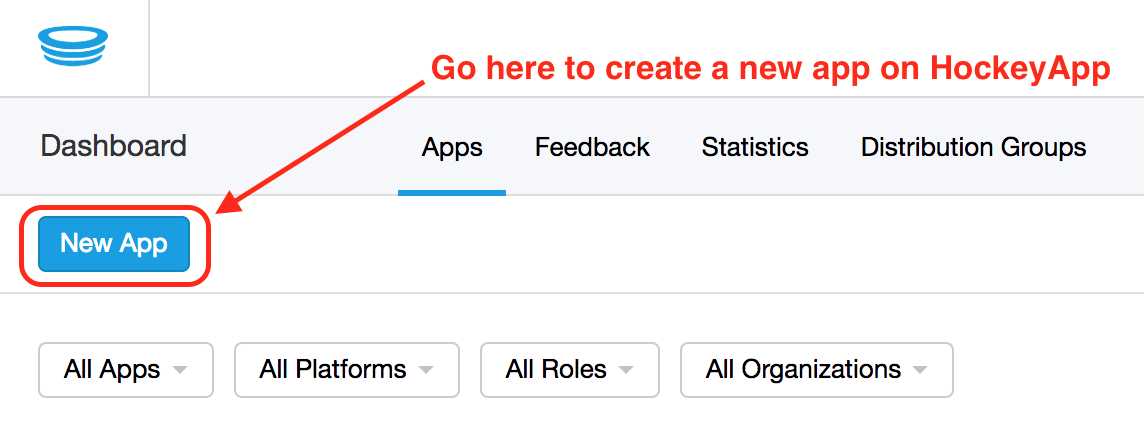 Go here to create a new app on HockeyApp
Dashboard Apps Feedback Statistics Distribution Groups
New App
All Apps All Platforms All Roles All Organizations